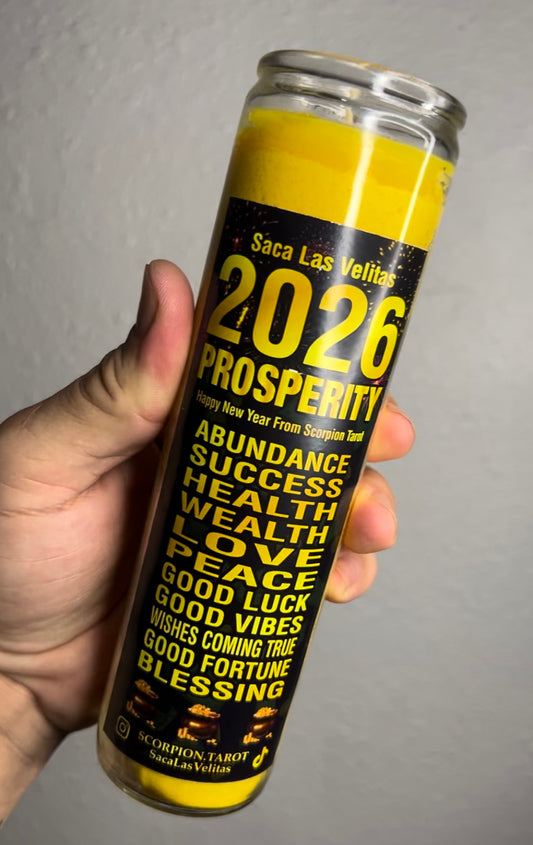 Saca Las Velitas
2026
PROSPERITY
Happy New Year From Scorpion Tarot
ABUNDANCE
SUCCESS
HEALTH
WEALTH
LOVE
PEACE
GOOD LUCK
GOOD VIBES
WISHES COMING TRUE
GOOD FORTUNE
BLESSING
SCORPION.TAROT
SacaLasVelitas